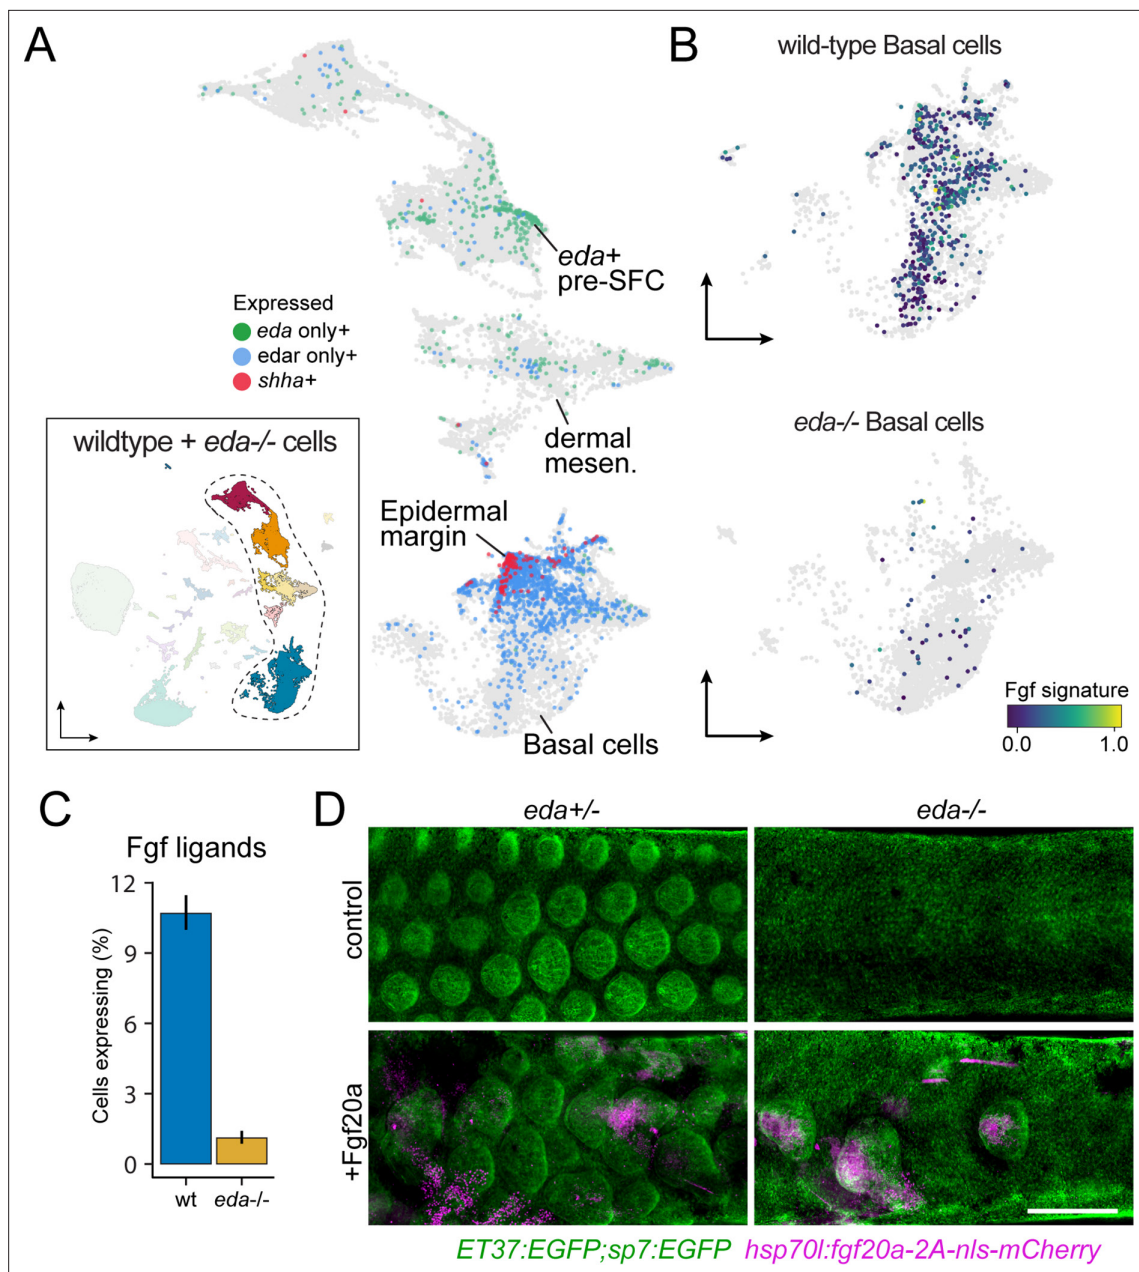 A
eda+
pre-SFC
Expressed
eda only+
edar only+
shha+
dermal
mesen.
wildtype + eda-/- cells
Epidermal
margin
Basal cells
B
wild-type Basal cells
eda-/- Basal cells
Fgf signature
0.0 1.0
C
Fgf ligands
Cells expressing (%)
12
9
6
3
0
wt eda-/-
D
eda+/- eda-/-
control
+Fgf20a
ET37:EGFP;sp7:EGFP hsp70l:fgf20a-2A-nls-mCherry